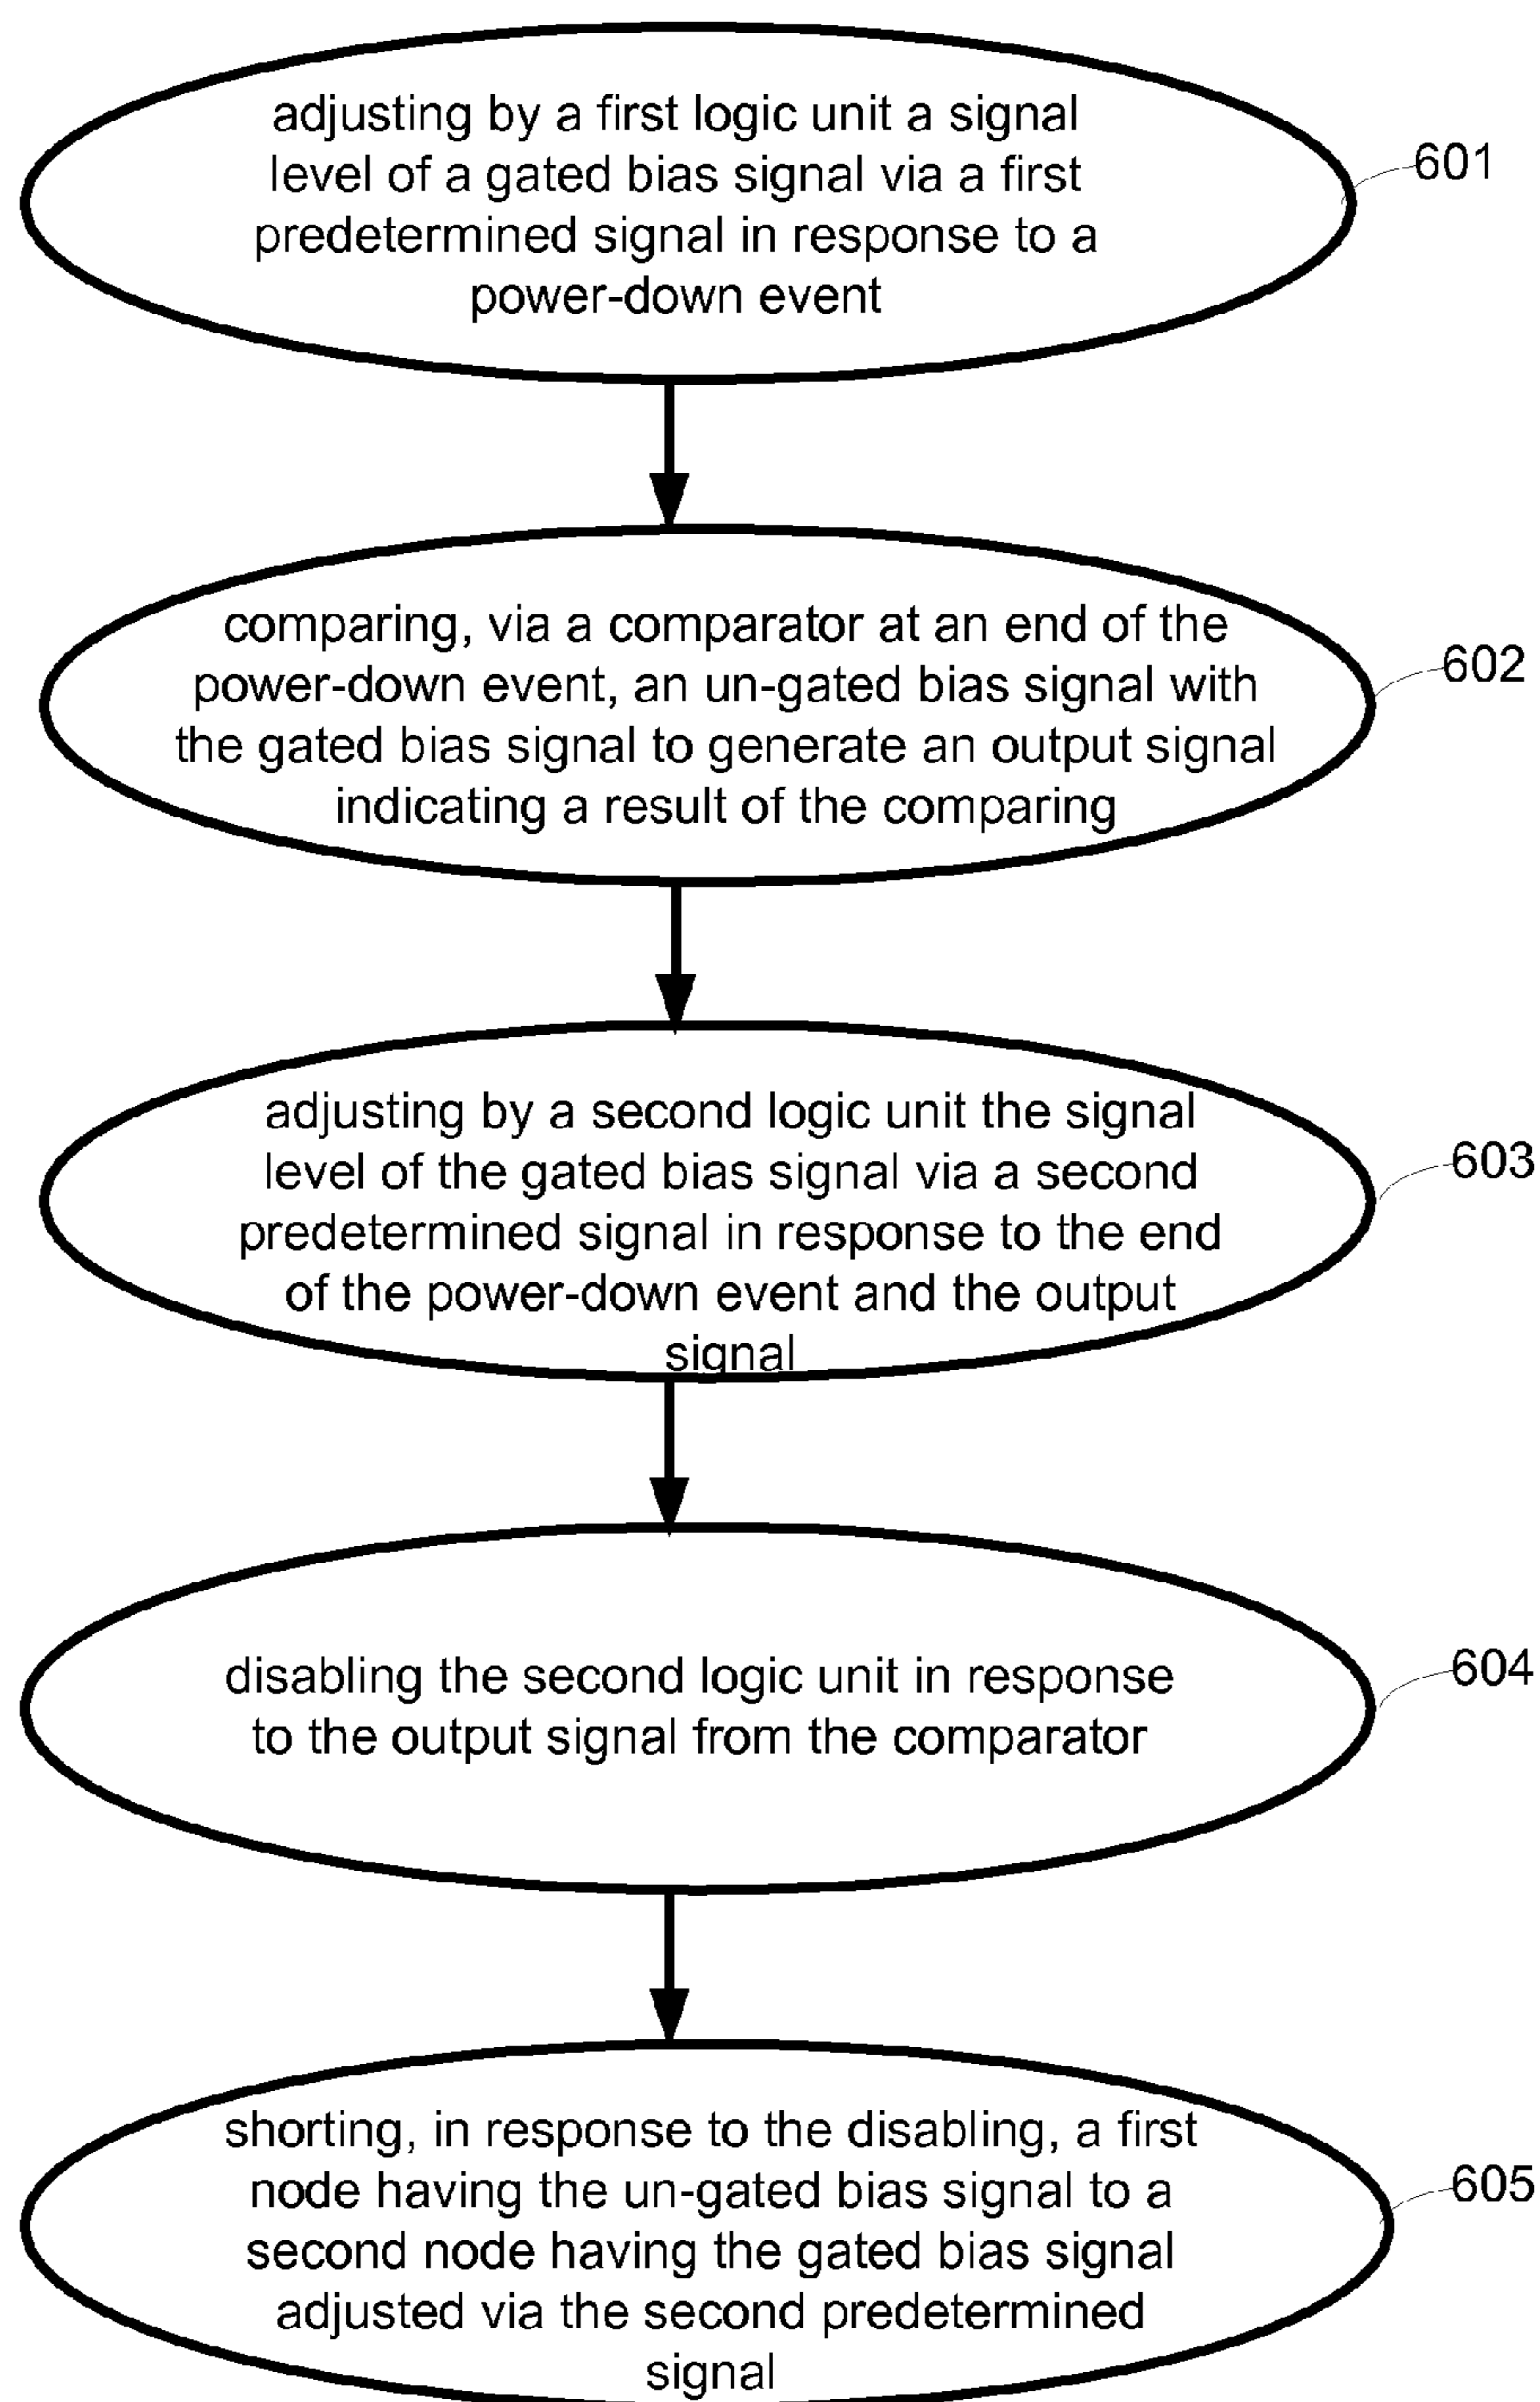 adjusting by a first logic unit a signal
level of a gated bias signal via a first
predetermined signal in response to a
power-down event
601
comparing, via a comparator at an end of the
power-down event, an un-gated bias signal with
the gated bias signal to generate an output signal
indicating a result of the comparing
602
adjusting by a second logic unit the signal
level of the gated bias signal via a second
predetermined signal in response to the end
of the power-down event and the output
signal
603
disabling the second logic unit in response
to the output signal from the comparator
604
shorting, in response to the disabling, a first
node having the un-gated bias signal to a
second node having the gated bias signal
adjusted via the second predetermined
signal
605